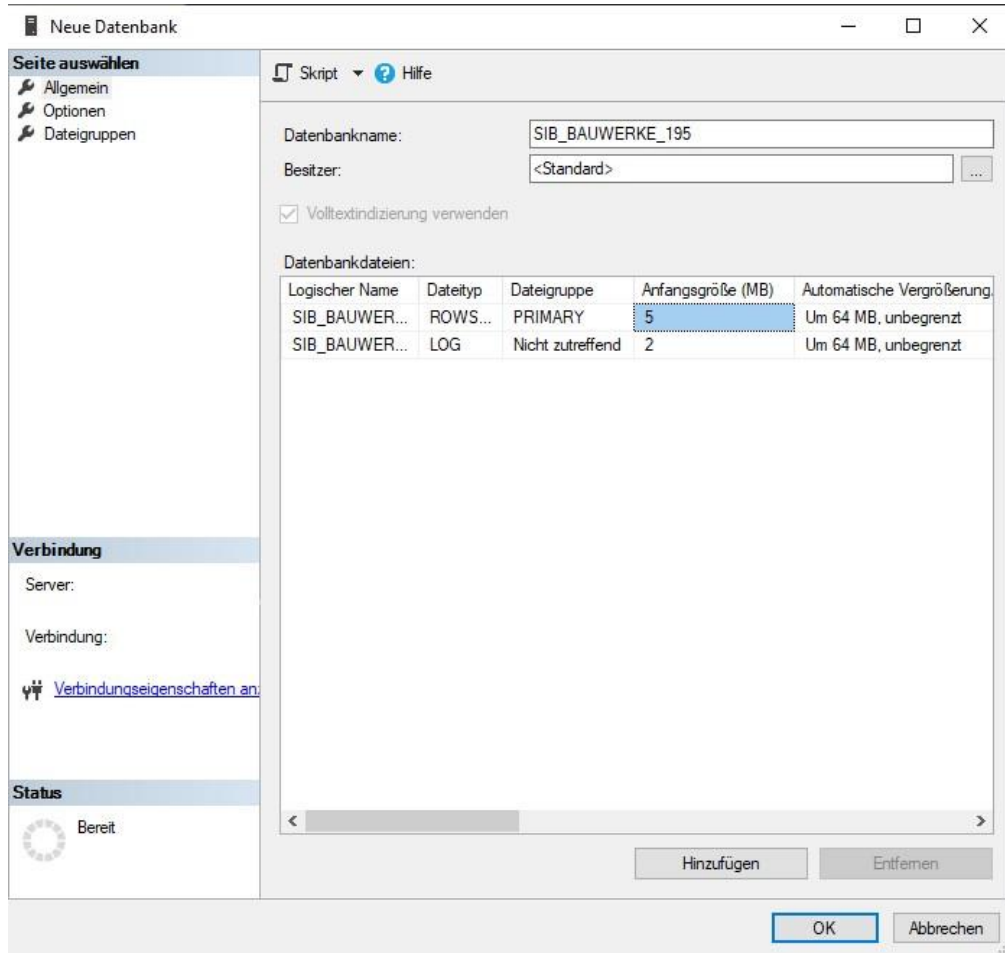 Neue Datenbank
Seite auswählen
Allgemein
Optionen
Dateigruppen
Skript
Hilfe
Datenbankname: SIB_BAUWERKE_195
Besitzer: <Standard> ...
Volltextindizierung verwenden
Datenbankdateien:
Logischer Name Dateityp Dateigruppe Anfangsgröße (MB) Automatische Vergrößerung,
SIB_BAUWER... ROWS... PRIMARY 5 Um 64 MB, unbegrenzt
SIB_BAUWER... LOG Nicht zutreffend 2 Um 64 MB, unbegrenzt
Verbindung
Server:
Verbindung:
Verbindungseigenschaften an
Status
Bereit
Hinzufügen Entfernen
OK Abbrechen